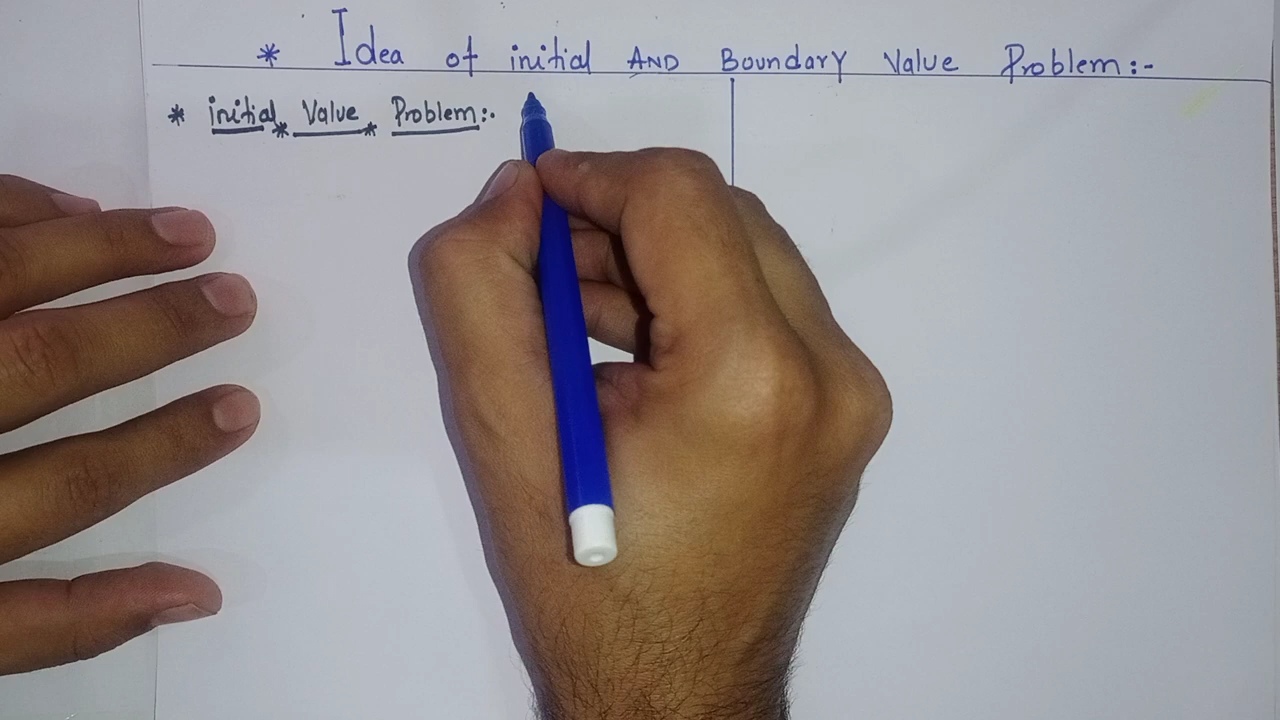 * Idea of initial AND Boundary Value Problem:-
* initial * Value * Problem:-